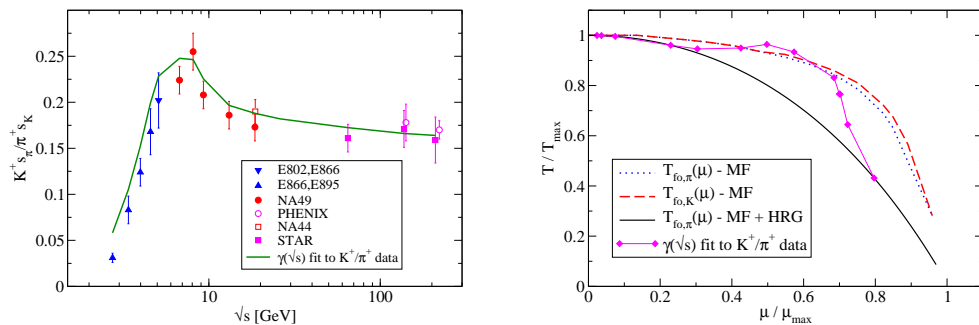 K⁺s_π/π⁺s_K
0.25
0.2
0.15
0.1
0.05
0
E802,E866
E866,E895
NA49
PHENIX
NA44
STAR
γ(√s) fit to K⁺/π⁺ data
10
100
√s [GeV]
T / T_max
1
0.8
0.6
0.4
0.2
0
T_fo,π(μ) - MF
T_fo,K(μ) - MF
T_fo,π(μ) - MF + HRG
γ(√s) fit to K⁺/π⁺ data
0
0.2
0.4
0.6
0.8
1
μ / μ_max